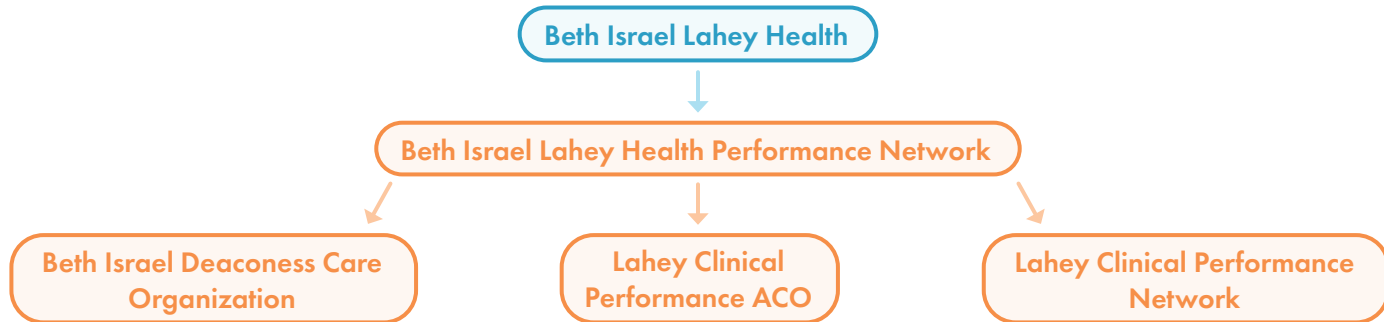 Beth Israel Lahey Health
Beth Israel Lahey Health Performance Network
Beth Israel Deaconess Care
Organization
Lahey Clinical
Performance ACO
Lahey Clinical Performance
Network